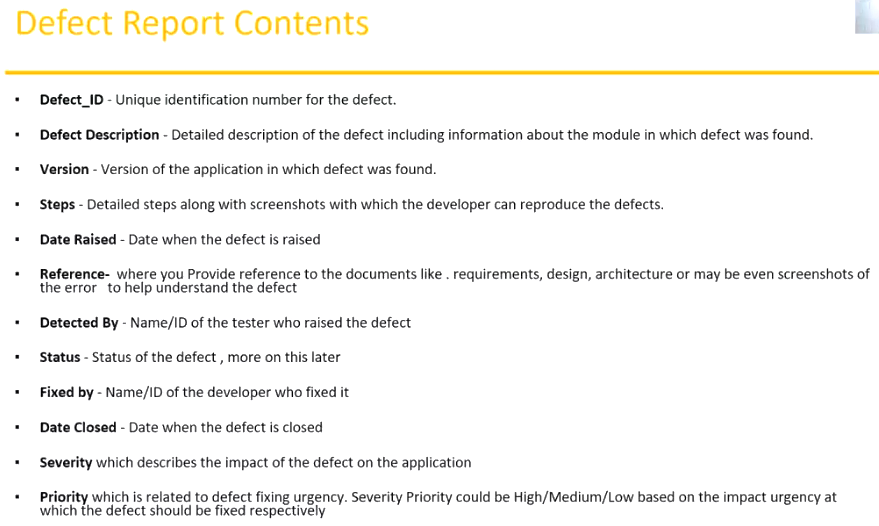 Defect Report Contents
▪ Defect_ID - Unique identification number for the defect.
▪ Defect Description - Detailed description of the defect including information about the module in which defect was found.
▪ Version - Version of the application in which defect was found.
▪ Steps - Detailed steps along with screenshots with which the developer can reproduce the defects.
▪ Date Raised - Date when the defect is raised
▪ Reference- where you Provide reference to the documents like . requirements, design, architecture or may be even screenshots of
the error to help understand the defect
▪ Detected By - Name/ID of the tester who raised the defect
▪ Status - Status of the defect , more on this later
▪ Fixed by - Name/ID of the developer who fixed it
▪ Date Closed - Date when the defect is closed
▪ Severity which describes the impact of the defect on the application
▪ Priority which is related to defect fixing urgency. Severity Priority could be High/Medium/Low based on the impact urgency at
which the defect should be fixed respectively